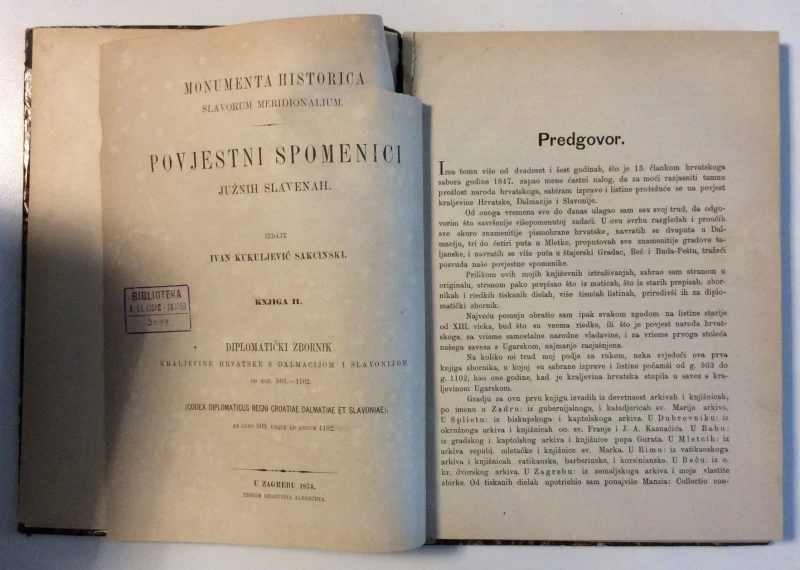 MONUMENTA HISTORICA
SLAVORUM MERIDIONALIUM.
POVJESTNI SPOMENICI
JUŽNIH SLAVENAH.
IZDAJE
IVAN KUKULJEVIĆ SAKCINSKI.
KNJIGA II.
BIBLIOTEKA
DIPLOMATIČKI ZBORNIK
KRALJEVINE HRVATSKE S DALMACIJOM I SLAVONIJOM
OD GOD. 503.—1102.
(CODEX DIPLOMATICUS REGNI CROATIAE DALMATIAE ET SLAVONIAE).
AB ANNO 503. USQUE AD ANNUM 1102.
U ZAGREBU 1874.
TISKOM DRAGUTINA ALBRECHTA.
Predgovor.
Ima tomu više od dvadeset i šest godinah, što je 13. člankom hrvatskoga
sabora godine 1847. zapao mene častni nalog, da za moći razjasniti tamnu
prošlost naroda hrvatskoga, sabiram izprave i listine protežuće se na povjest
kraljevine Hrvatske, Dalmacije i Slavonije.
Od onoga vremena sve do danas ulagao sam sav svoj trud, da odgo-
vorim što savršenije višepomenutoj zadaći. U ovu svrhu razgledah i proučih
sve skoro znamenitije pismohrane hrvatske, navratih se dvaputa u Dal-
maciju, tri do četiri puta u Mletke, proputovah sve znamenitije gradove ta-
ljanske, i navratih se više puta u štajerski Gradac, Beč i Buda-Peštu, tražeći
posvuda naše povjestne spomenike.
Prilikom ovih mojih književnih iztraživanjah, sabrao sam stranom u
originalu, stranom pako prepisao što iz maticah, što iz starih prepisah, zbor-
nikah i riedkih tiskanih dielah, više tisućah listinah, priredivši ih za diplo-
matički zbornik.
Najveću pomnju obratio sam ipak svakom zgodom na listine starije
od XIII. vieka, buд što su veoma riedke, ili što je povjest naroda hrvat-
skoga, za vrieme samostalne narodne vladavine, i za vrieme prvoga stoleća
našega saveza s Ugarskom, najmanje razjašnjena.
Na koliko mi trud moj podje za rukom, neka svjedoči ova prva
knjiga zbornika, u kojoj su sabrane izprave i listine počamši od g. 503 do
g. 1102, kao one godine, kad je kraljevina hrvatska stupila u savez s kra-
ljevinom Ugarskom.
Gradju za ovu prvu knjigu izvadih iz devetnaest arkivah i knjižnicah,
po imenu u Zadru: iz gubernijalnoga, i kaludjericah sv. Marije arkiva.
U Splietu: iz biskupskoga i kaptolskoga arkiva. U Dubrovniku: iz
okružnoga arkiva i knjižnicah oo. sv. Franje i J. A. Kaznačića. U Rabu:
iz gradskog i kaptolskog arkiva i knjižnice popa Gurata. U Mletcih: iz
arkiva republ. mletačke i knjižnice sv. Marka. U Rimu: iz vatikanskoga
arkiva i knjižnicah vatikanske, barberinske, i korsinianske. U Beču: iz c.
kr. dvorskog arkiva. U Zagrebu: iz zemaljskoga arkiva i moje vlastite
zbirke. Od tiskanih dielah upotriebio sam ponajviše Mansia: Collectio con-